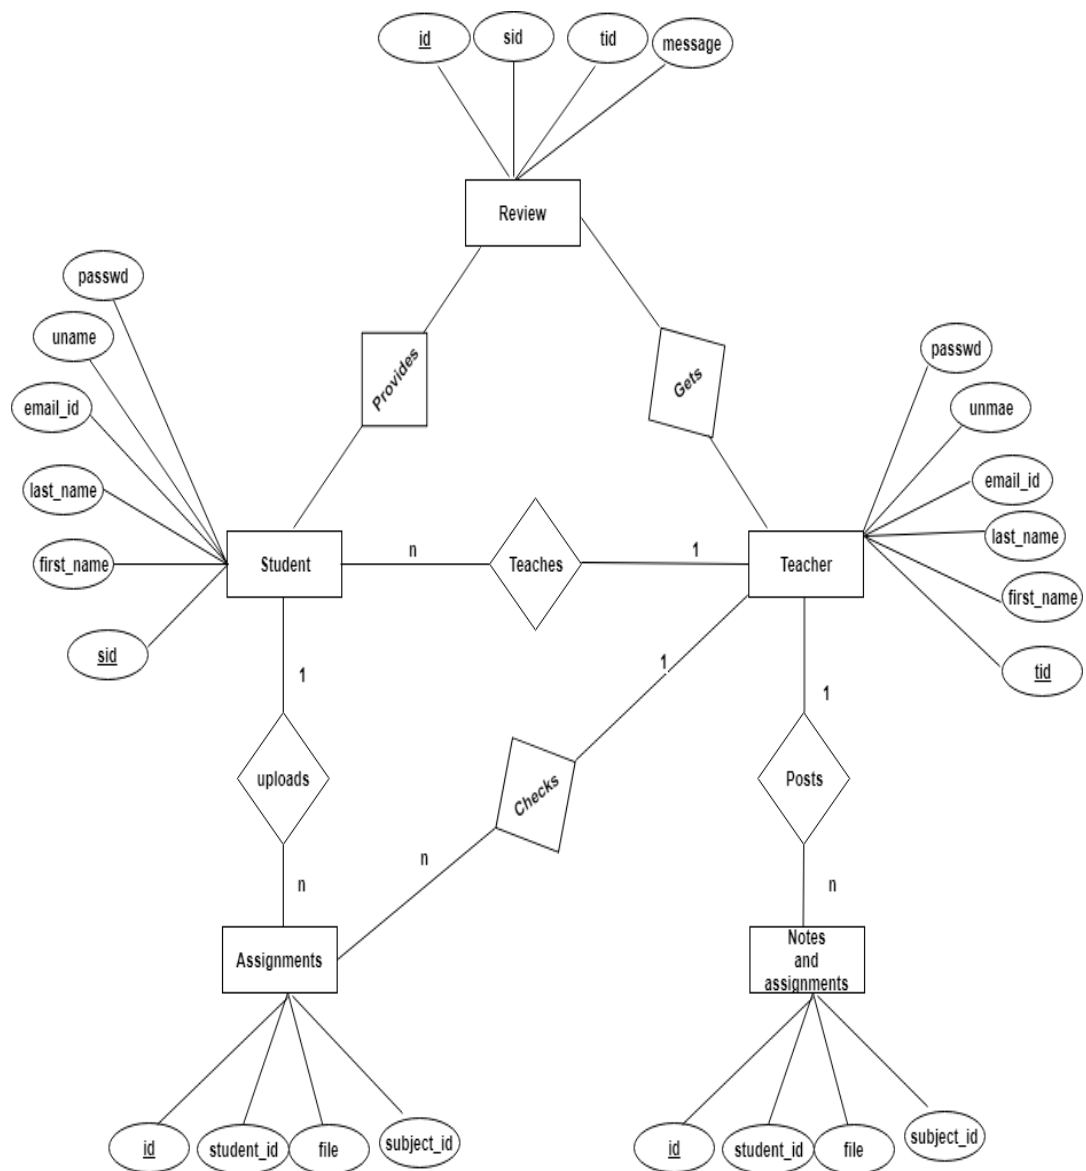 id
sid
tid
message
Review
passwd
uname
email_id
last_name
first_name
sid
Provides
Gets
passwd
unmae
email_id
last_name
first_name
tid
Student
n
Teaches
1
Teacher
1
uploads
n
1
Checks
n
1
Posts
n
Assignments
Notes
and
assignments
id
student_id
file
subject_id
id
student_id
file
subject_id